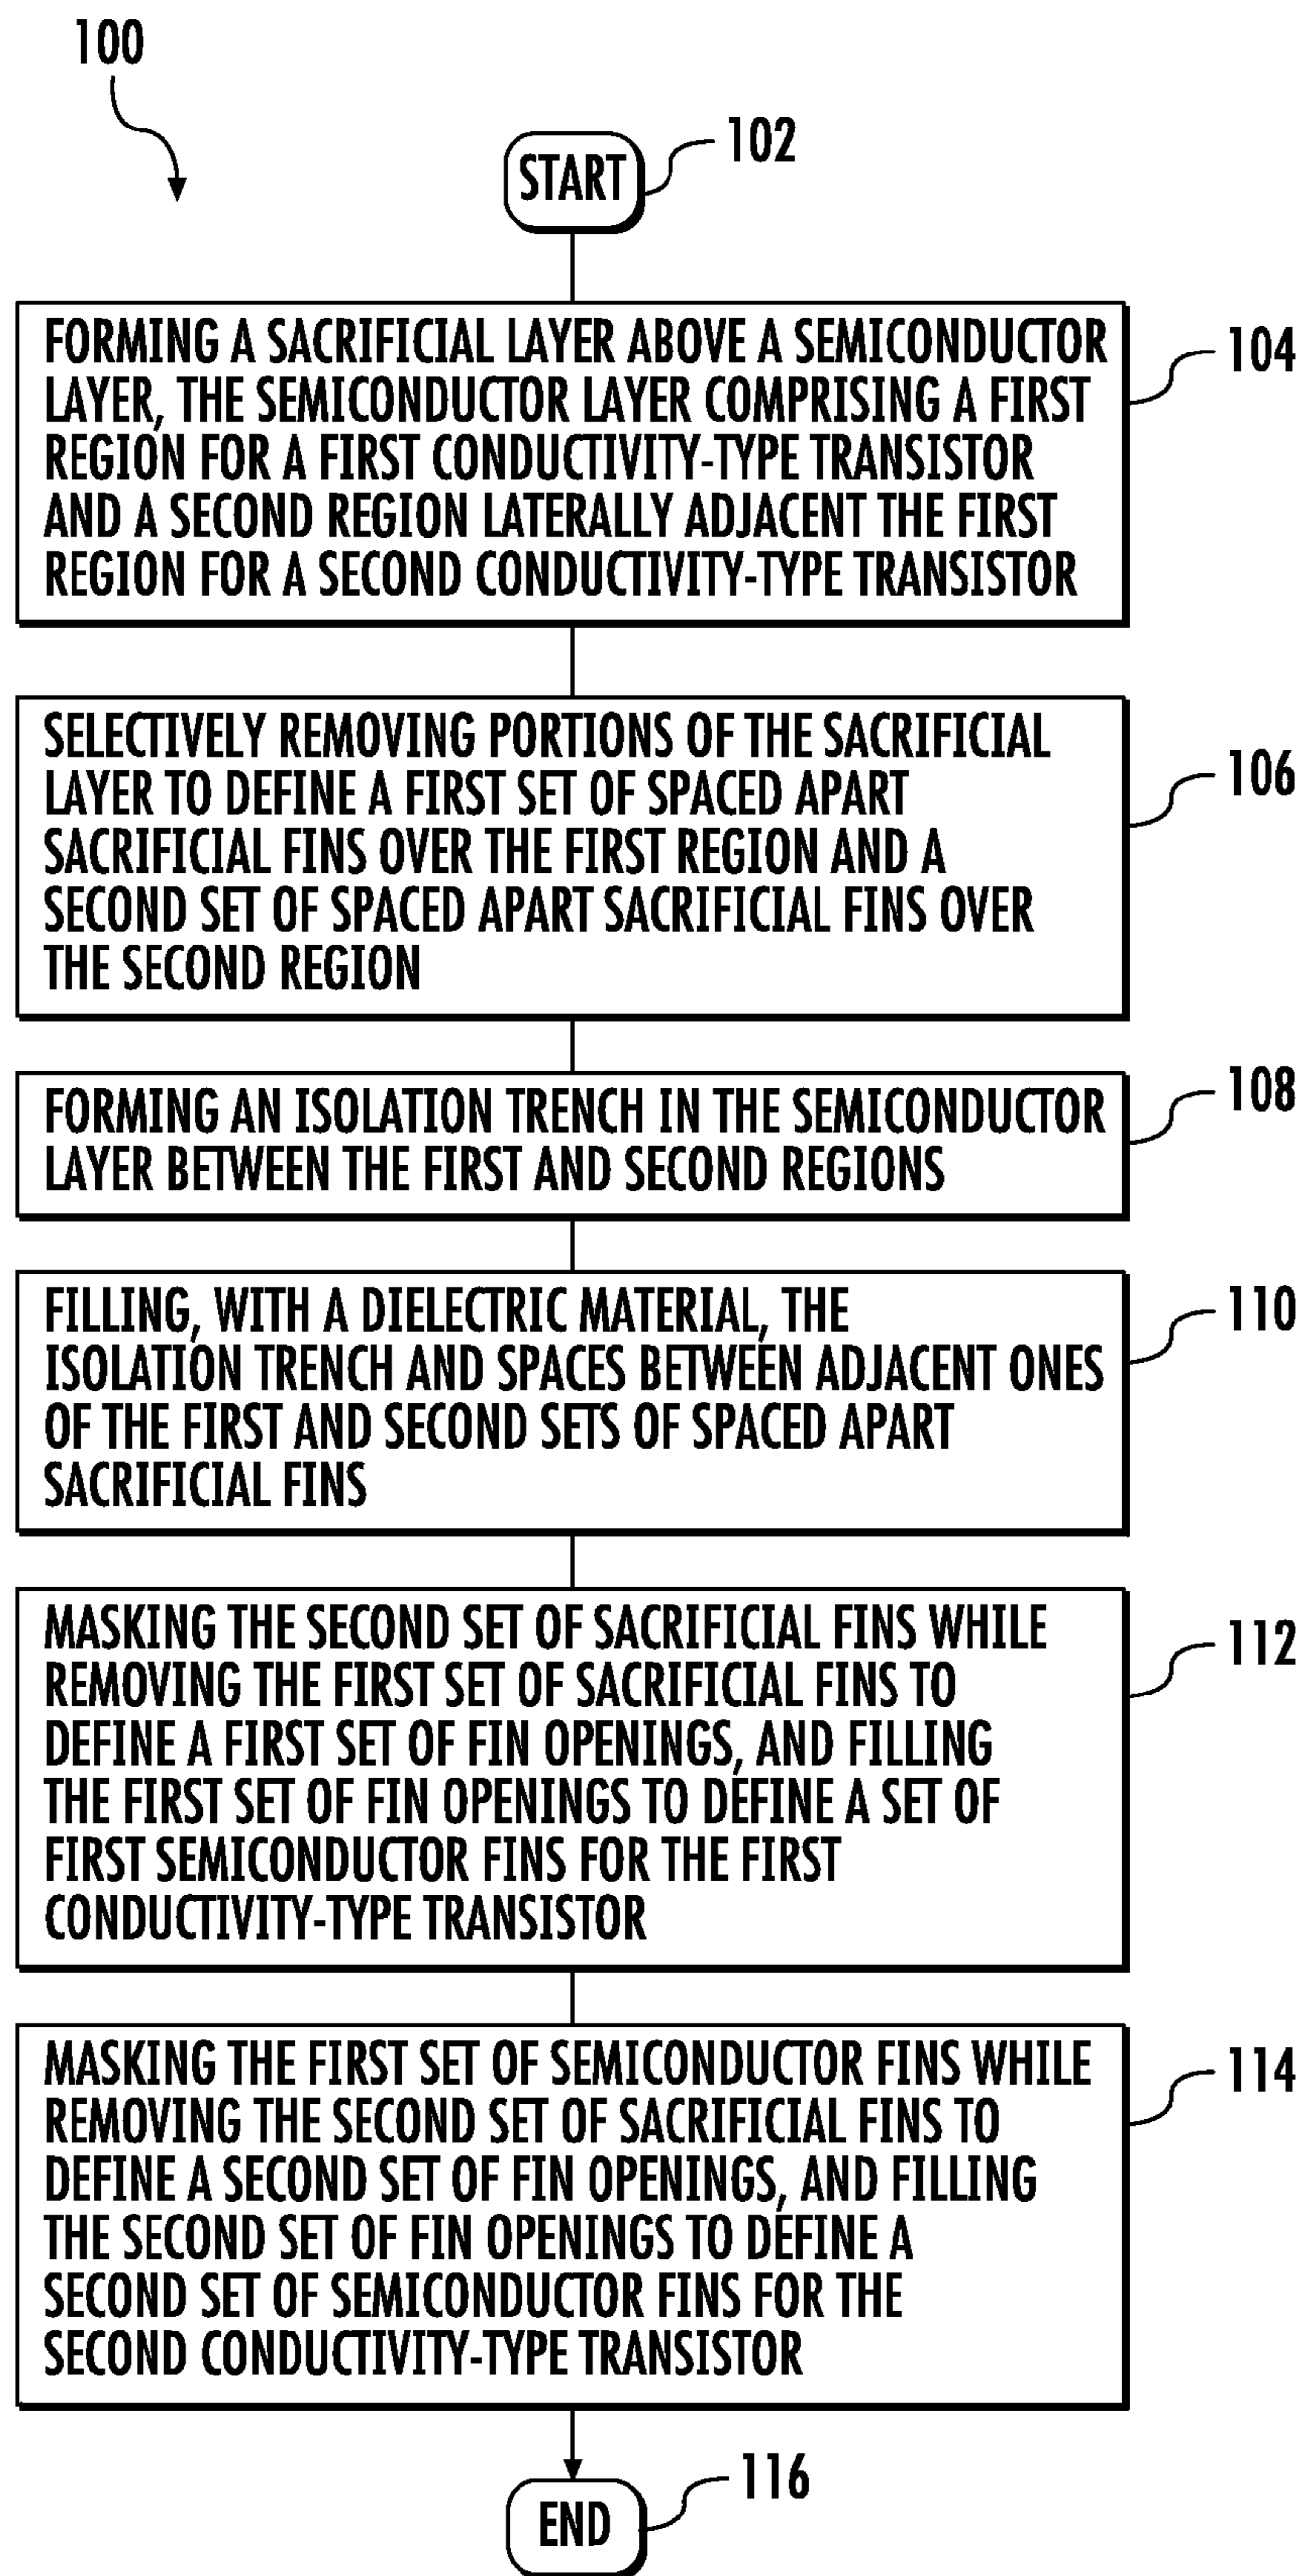 100
START
102
FORMING A SACRIFICIAL LAYER ABOVE A SEMICONDUCTOR
LAYER, THE SEMICONDUCTOR LAYER COMPRISING A FIRST
REGION FOR A FIRST CONDUCTIVITY-TYPE TRANSISTOR
AND A SECOND REGION LATERALLY ADJACENT THE FIRST
REGION FOR A SECOND CONDUCTIVITY-TYPE TRANSISTOR
104
SELECTIVELY REMOVING PORTIONS OF THE SACRIFICIAL
LAYER TO DEFINE A FIRST SET OF SPACED APART
SACRIFICIAL FINS OVER THE FIRST REGION AND A
SECOND SET OF SPACED APART SACRIFICIAL FINS OVER
THE SECOND REGION
106
FORMING AN ISOLATION TRENCH IN THE SEMICONDUCTOR
LAYER BETWEEN THE FIRST AND SECOND REGIONS
108
FILLING, WITH A DIELECTRIC MATERIAL, THE
ISOLATION TRENCH AND SPACES BETWEEN ADJACENT ONES
OF THE FIRST AND SECOND SETS OF SPACED APART
SACRIFICIAL FINS
110
MASKING THE SECOND SET OF SACRIFICIAL FINS WHILE
REMOVING THE FIRST SET OF SACRIFICIAL FINS TO
DEFINE A FIRST SET OF FIN OPENINGS, AND FILLING
THE FIRST SET OF FIN OPENINGS TO DEFINE A SET OF
FIRST SEMICONDUCTOR FINS FOR THE FIRST
CONDUCTIVITY-TYPE TRANSISTOR
112
MASKING THE FIRST SET OF SEMICONDUCTOR FINS WHILE
REMOVING THE SECOND SET OF SACRIFICIAL FINS TO
DEFINE A SECOND SET OF FIN OPENINGS, AND FILLING
THE SECOND SET OF FIN OPENINGS TO DEFINE A
SECOND SET OF SEMICONDUCTOR FINS FOR THE
SECOND CONDUCTIVITY-TYPE TRANSISTOR
114
END
116